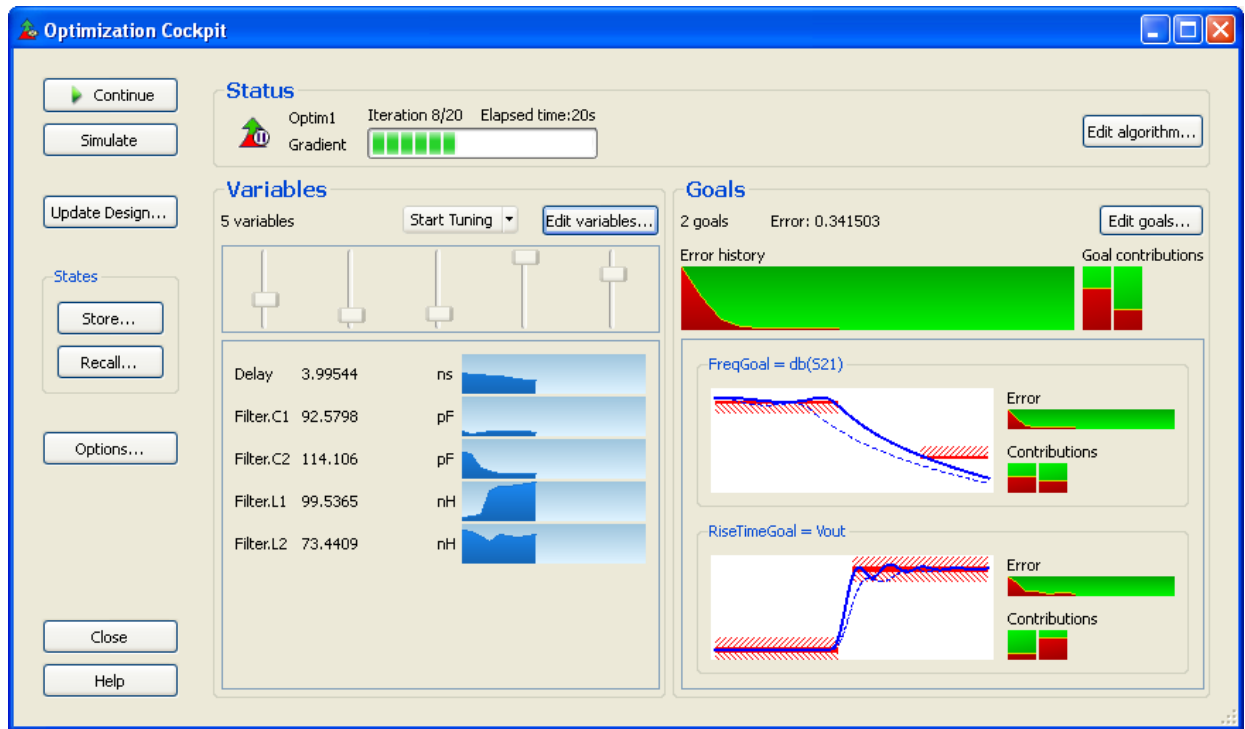 Optimization Cockpit
Continue
Simulate
Update Design...
States
Store...
Recall...
Options...
Close
Help
Status
Optim1 Iteration 8/20 Elapsed time:20s
Gradient
Edit algorithm...
Variables
5 variables Start Tuning Edit variables...
Delay 3.99544 ns
Filter.C1 92.5798 pF
Filter.C2 114.106 pF
Filter.L1 99.5365 nH
Filter.L2 73.4409 nH
Goals
2 goals Error: 0.341503 Edit goals...
Error history Goal contributions
FreqGoal = db(S21)
Error
Contributions
RiseTimeGoal = Vout
Error
Contributions